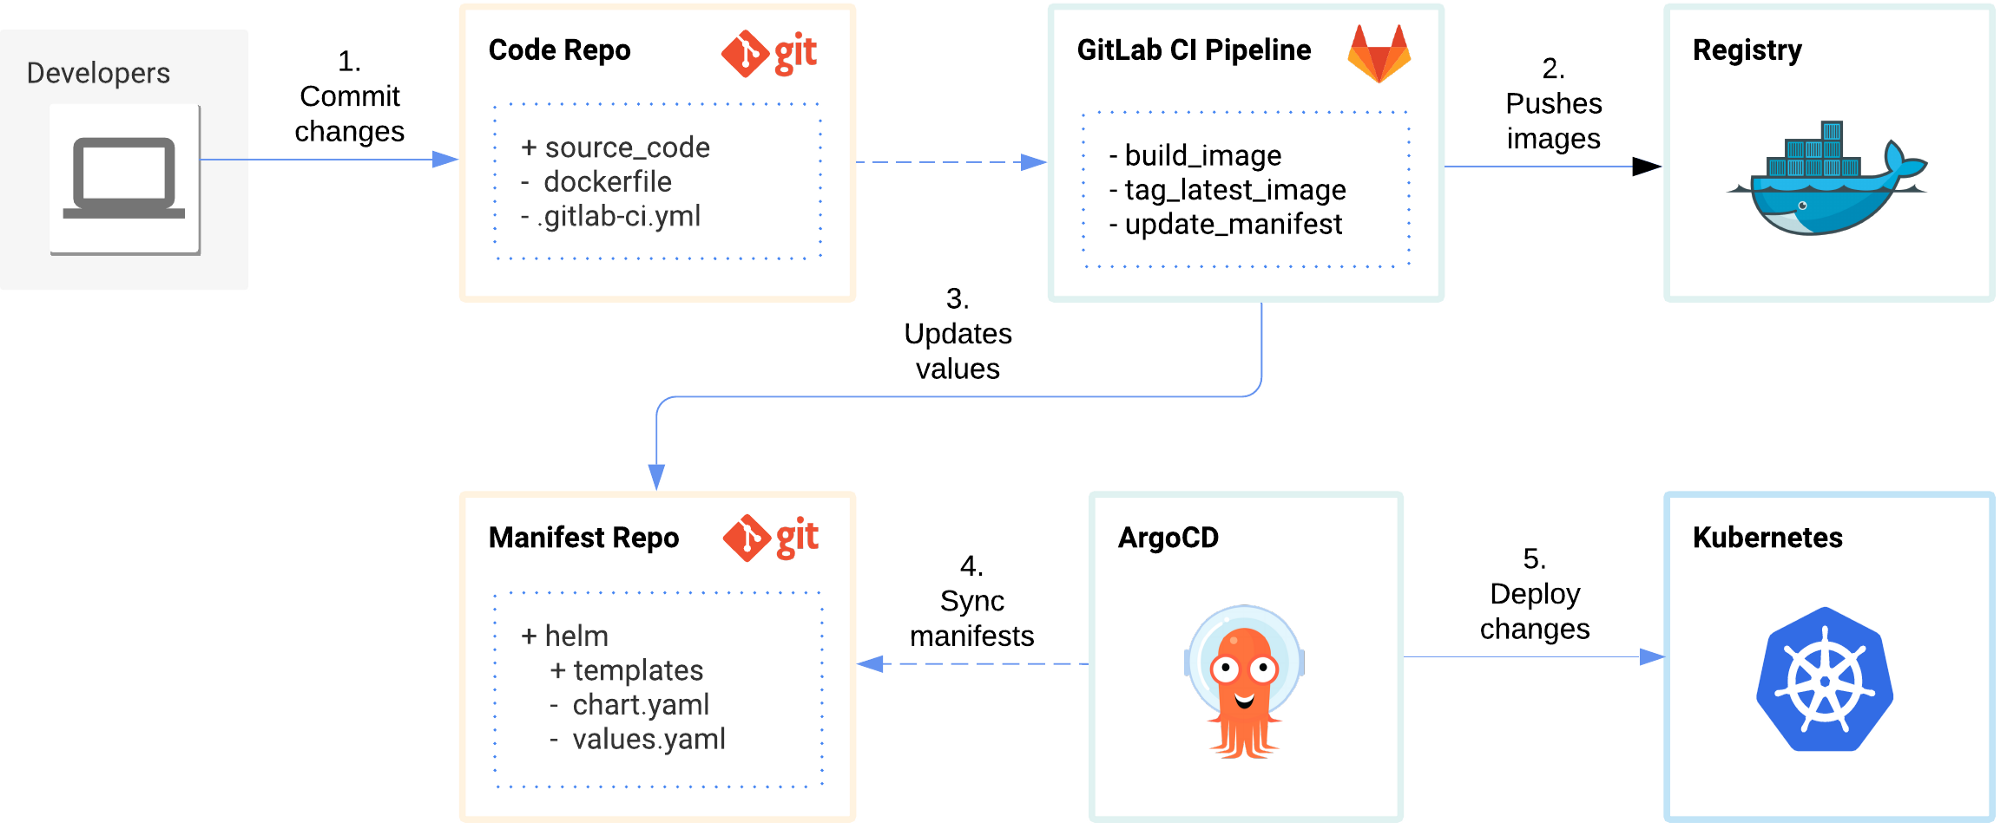 Developers
1.
Commit
changes
Code Repo
git
+ source_code
- dockerfile
- .gitlab-ci.yml
GitLab CI Pipeline
- build_image
- tag_latest_image
- update_manifest
2.
Pushes
images
Registry
3.
Updates
values
Manifest Repo
git
+ helm
+ templates
- chart.yaml
- values.yaml
4.
Sync
manifests
ArgoCD
5.
Deploy
changes
Kubernetes